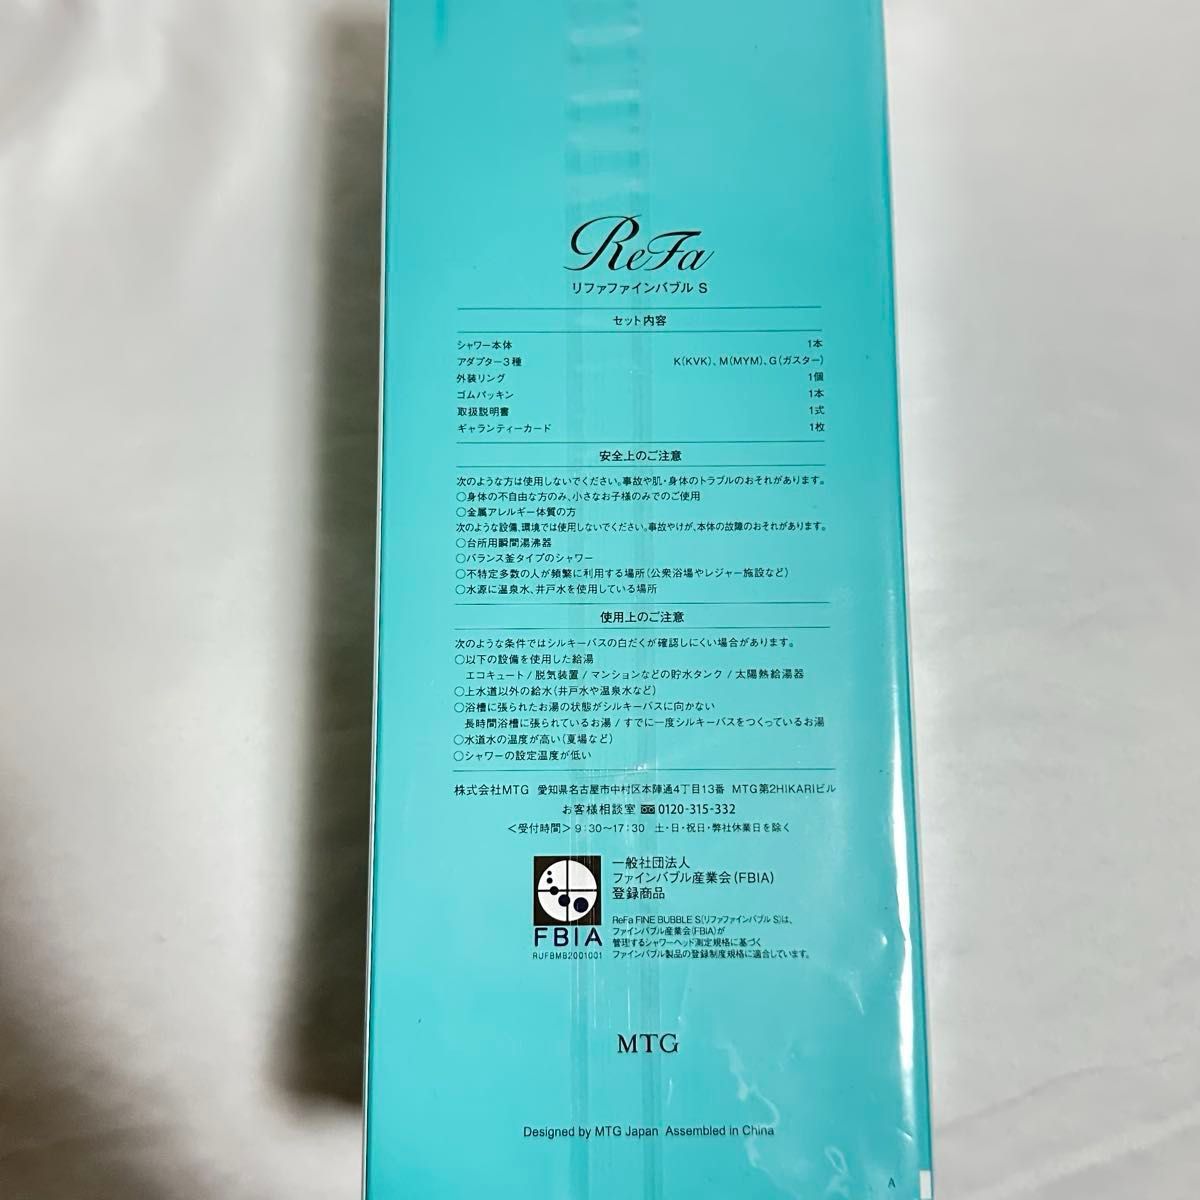 ReFa
リファファインバブル S
セット内容
シャワー本体 1本
アダプター3種 K(KVK)、M(MYM)、G(ガスター)
外装リング 1個
ゴムパッキン 1本
取扱説明書 1式
ギャランティーカード 1枚
安全上のご注意
次のような方は使用しないでください。事故や肌・身体のトラブルのおそれがあります。
○身体の不自由な方のみ、小さなお子様のみでのご使用
○金属アレルギー体質の方
次のような設備、環境では使用しないでください。事故やけが、本体の故障のおそれがあります。
○台所用瞬間湯沸器
○バランス釜タイプのシャワー
○不特定多数の人が頻繁に利用する場所(公衆浴場やレジャー施設など)
○水源に温泉水、井戸水を使用している場所
使用上のご注意
次のような条件ではシルキーバスの白だくが確認しにくい場合があります。
○以下の設備を使用した給湯
エコキュート / 脱気装置 / マンションなどの貯水タンク / 太陽熱給湯器
○上水道以外の給水(井戸水や温泉水など)
○浴槽に張られたお湯の状態がシルキーバスに向かない
長時間浴槽に張られているお湯 / すでに一度シルキーバスをつくっているお湯
○水道水の温度が高い(夏場など)
○シャワーの設定温度が低い
株式会社MTG 愛知県名古屋市中村区本陣通4丁目13番 MTG第2HIKARIビル
お客様相談室 0120-315-332
<受付時間> 9:30〜17:30 土・日・祝日・弊社休業日を除く
一般社団法人
ファインバブル産業会(FBIA)
登録商品
FBIA
RUFBMB2001001
ReFa FINE BUBBLE S(リファファインバブル S)は、
ファインバブル産業会(FBIA)が
管理するシャワーヘッド測定規格に基づく
ファインバブル製品の登録制度規格に適合しています。
MTG
Designed by MTG Japan Assembled in China
A